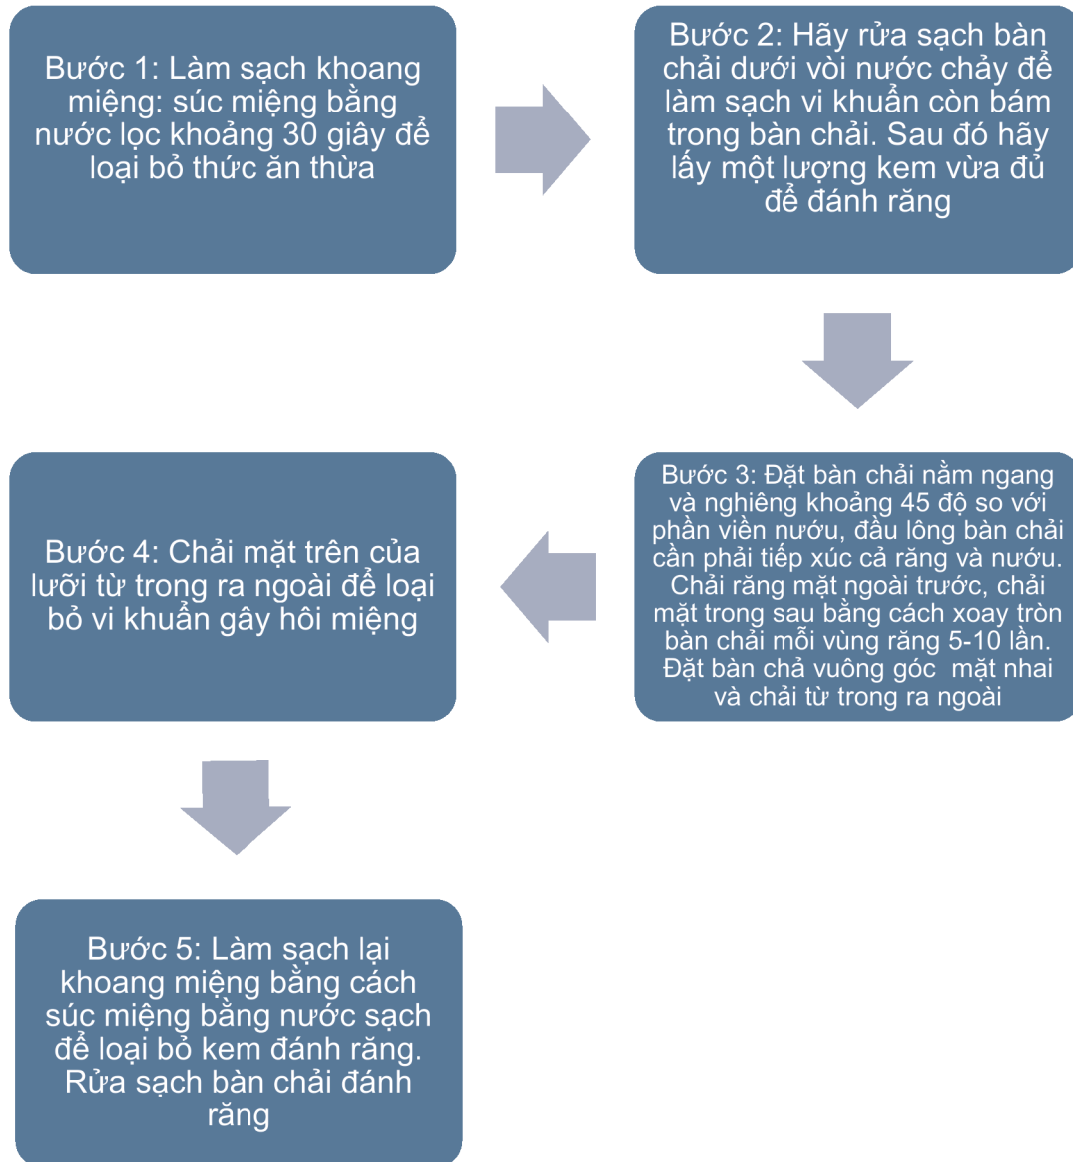 Bước 1: Làm sạch khoang
miệng: súc miệng bằng
nước lọc khoảng 30 giây để
loại bỏ thức ăn thừa
Bước 2: Hãy rửa sạch bàn
chải dưới vòi nước chảy để
làm sạch vi khuẩn còn bám
trong bàn chải. Sau đó hãy
lấy một lượng kem vừa đủ
để đánh răng
Bước 3: Đặt bàn chải nằm ngang
và nghiêng khoảng 45 độ so với
phần viền nướu, đầu lông bàn chải
cần phải tiếp xúc cả răng và nướu.
Chải răng mặt ngoài trước, chải
mặt trong sau bằng cách xoay tròn
bàn chải mỗi vùng răng 5-10 lần.
Đặt bàn chả vuông góc  mặt nhai
và chải từ trong ra ngoài
Bước 4: Chải mặt trên của
lưỡi từ trong ra ngoài để loại
bỏ vi khuẩn gây hôi miệng
Bước 5: Làm sạch lại
khoang miệng bằng cách
súc miệng bằng nước sạch
để loại bỏ kem đánh răng.
Rửa sạch bàn chải đánh
răng